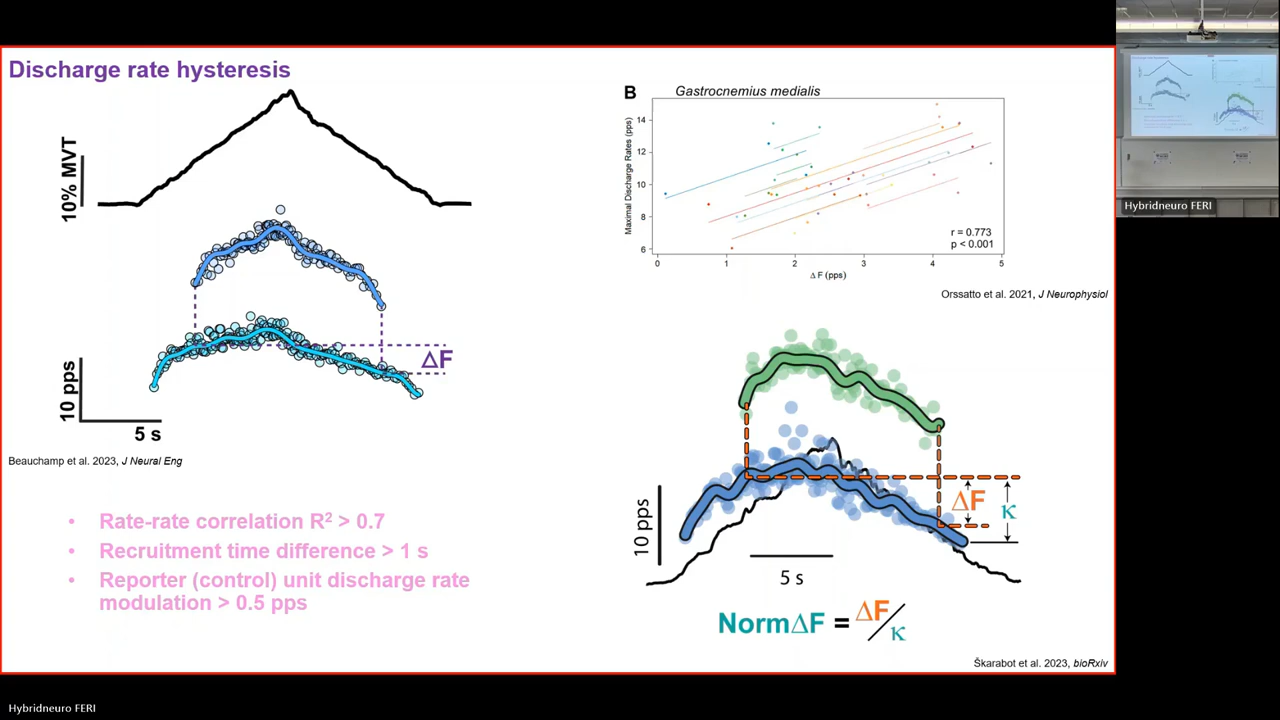 Discharge rate hysteresis
10% MVT
ΔF
10 pps
5 s
Beauchamp et al. 2023, J Neural Eng
• Rate-rate correlation R² > 0.7
• Recruitment time difference > 1 s
• Reporter (control) unit discharge rate
modulation > 0.5 pps
B
Gastrocnemius medialis
Maximal Discharge Rates (pps)
14
12
10
8
6
0 1 2 3 4 5
Δ F (pps)
r = 0.773
p < 0.001
Orssatto et al. 2021, J Neurophysiol
10 pps
5 s
ΔF
κ
NormΔF = ΔF/κ
Škarabot et al. 2023, bioRxiv
Hybridneuro FERI
Hybridneuro FERI